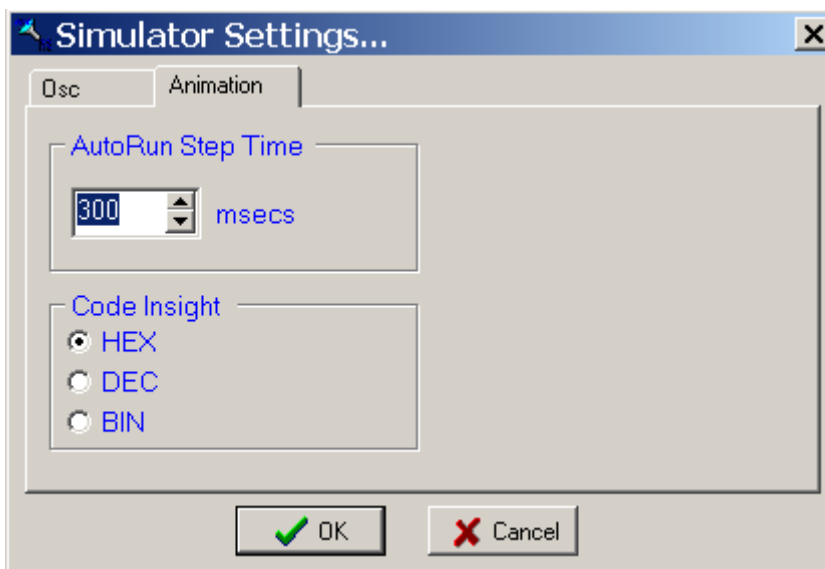 Simulator Settings...
Osc
Animation
AutoRun Step Time
300 msecs
Code Insight
HEX
DEC
BIN
OK
Cancel